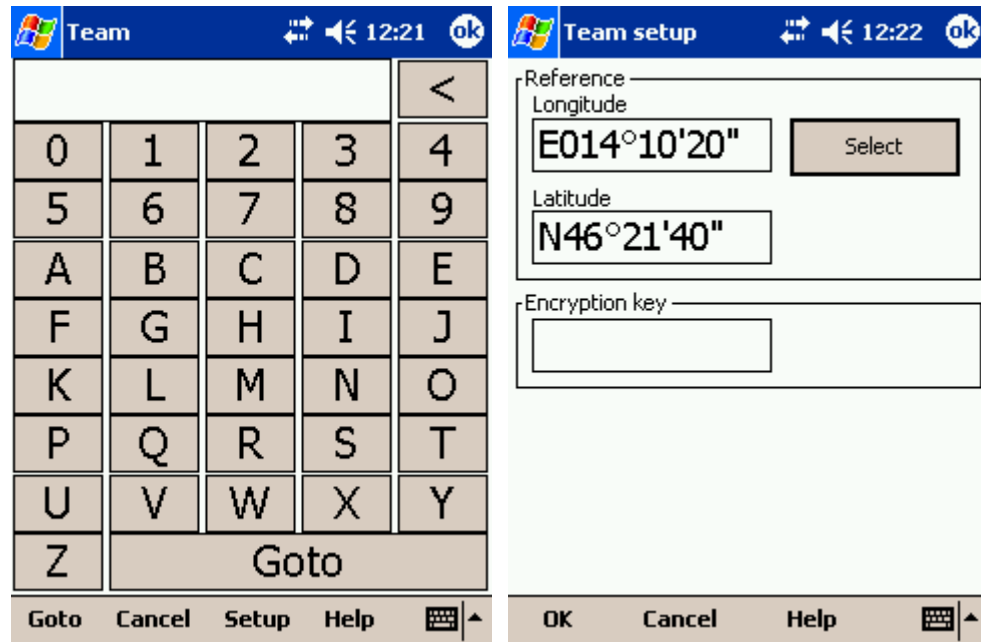 Team 12:21 ok
<
0 1 2 3 4
5 6 7 8 9
A B C D E
F G H I J
K L M N O
P Q R S T
U V W X Y
Z Goto
Goto Cancel Setup Help
Team setup 12:22 ok
Reference
Longitude
E014°10'20" Select
Latitude
N46°21'40"
Encryption key
OK Cancel Help